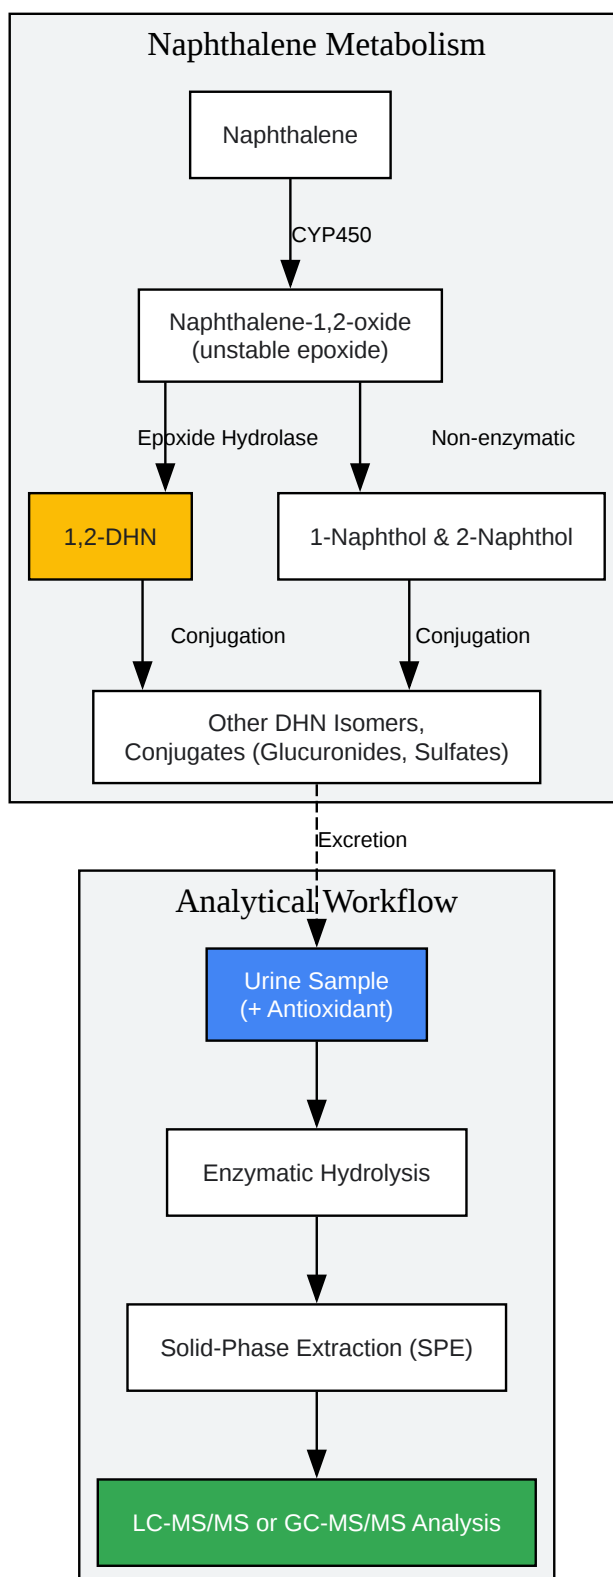 Naphthalene Metabolism
Naphthalene
CYP450
Naphthalene-1,2-oxide
(unstable epoxide)
Epoxide Hydrolase
Non-enzymatic
1,2-DHN
1-Naphthol & 2-Naphthol
Conjugation
Conjugation
Other DHN Isomers,
Conjugates (Glucuronides, Sulfates)
Excretion
Analytical Workflow
Urine Sample
(+ Antioxidant)
Enzymatic Hydrolysis
Solid-Phase Extraction (SPE)
LC-MS/MS or GC-MS/MS Analysis